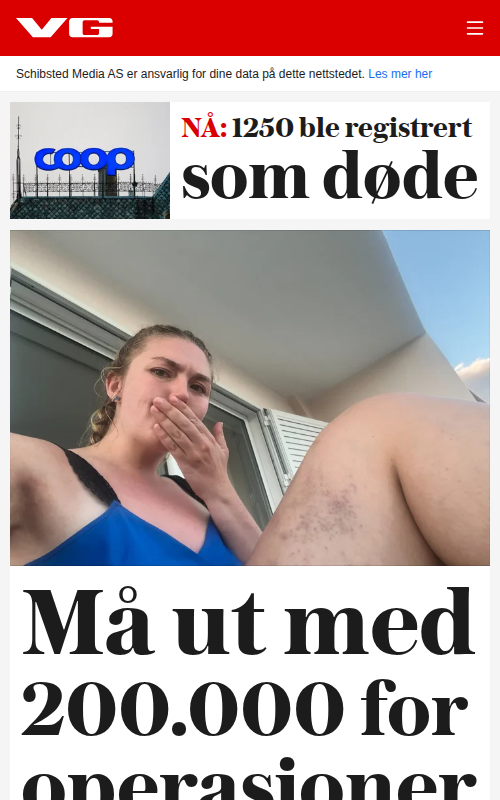 VG
Schibsted Media AS er ansvarlig for dine data på dette nettstedet. Les mer her
coop
NÅ: 1250 ble registrert
som døde
Må ut med
200.000 for
operasjoner